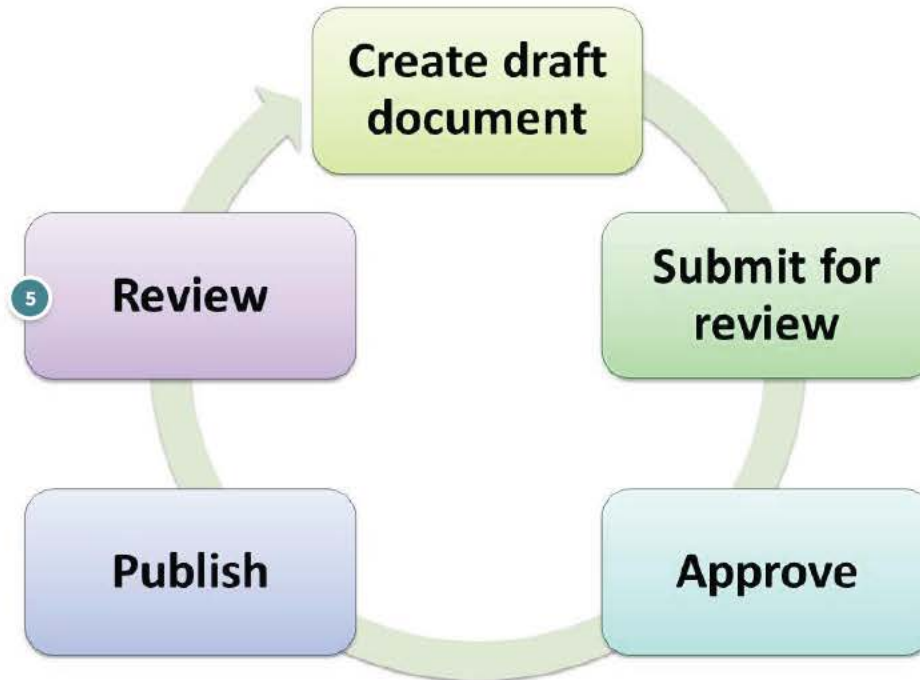 Create draft
document
Submit for
review
Approve
Publish
5
Review